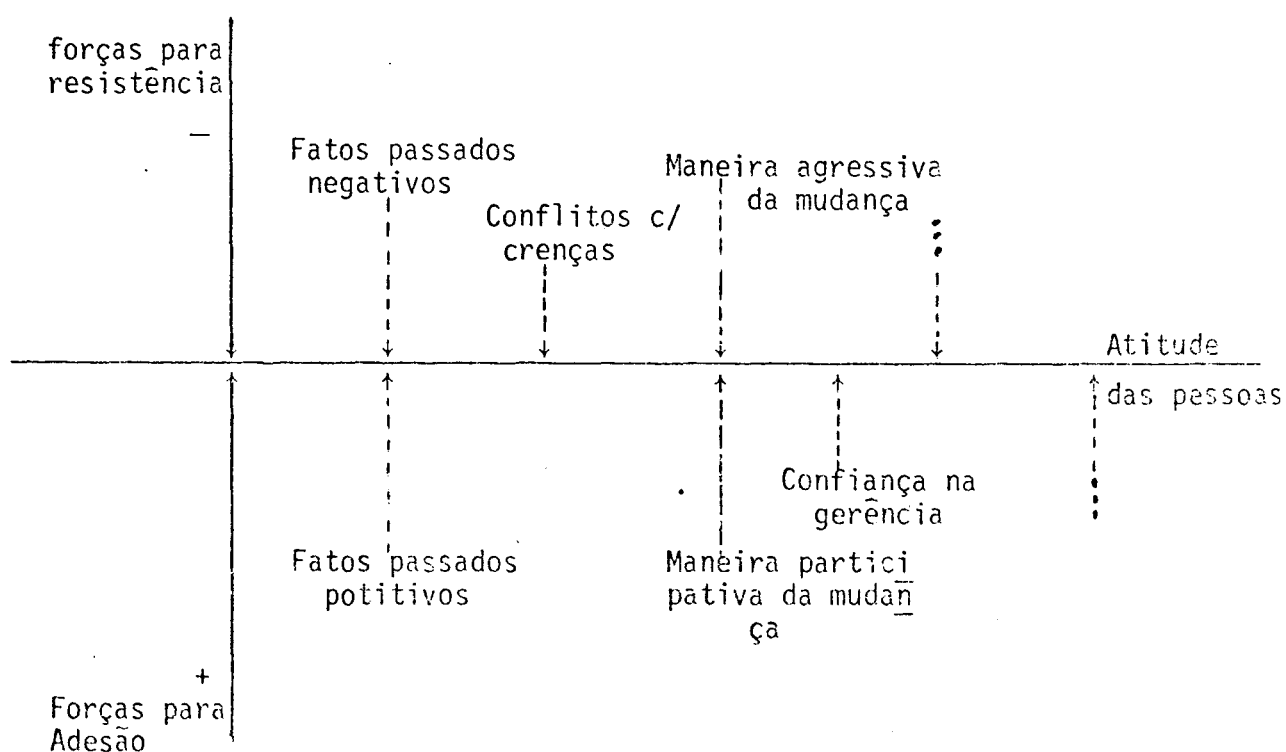 forças para
resistência
—
Fatos passados
negativos
Conflitos c/
crenças
Maneira agressiva
da mudança
Atitude
das pessoas
Confiança na
gerência
Fatos passados
potitivos
Maneira partici
pativa da mudan
ça
+
Forças para
Adesão